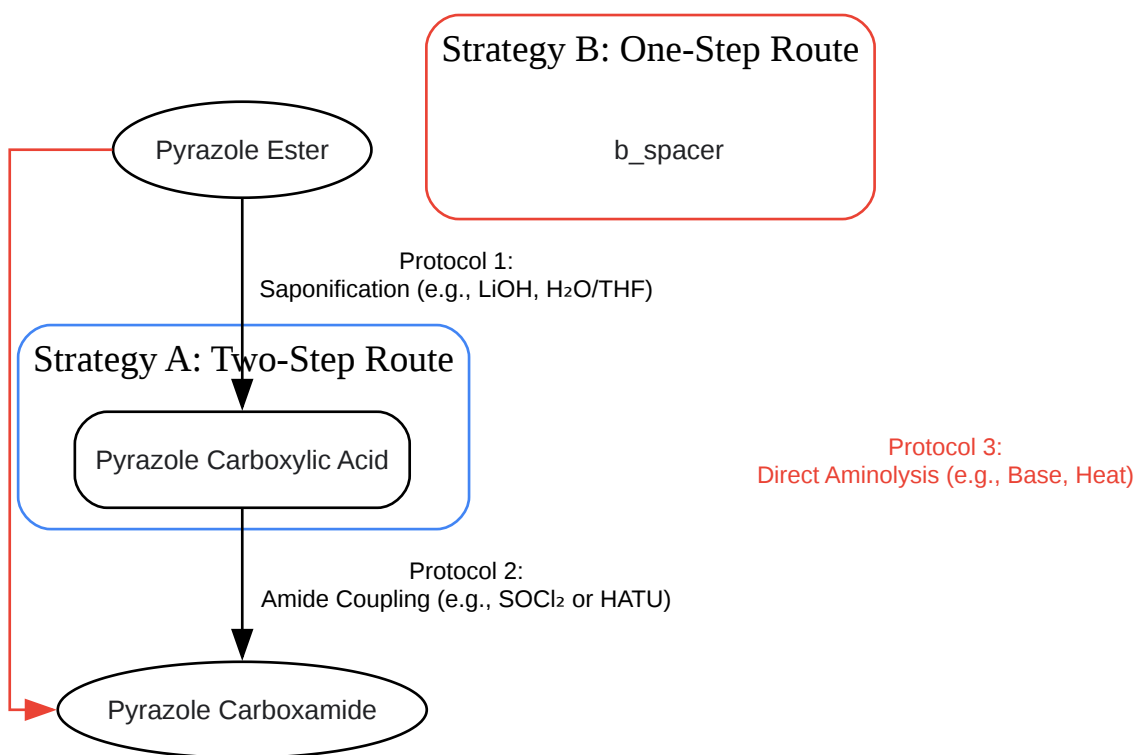 Strategy B: One-Step Route
Pyrazole Ester
b_spacer
Protocol 1:
Saponification (e.g., LiOH, H₂O/THF)
Strategy A: Two-Step Route
Pyrazole Carboxylic Acid
Protocol 3:
Direct Aminolysis (e.g., Base, Heat)
Protocol 2:
Amide Coupling (e.g., SOCl₂ or HATU)
Pyrazole Carboxamide